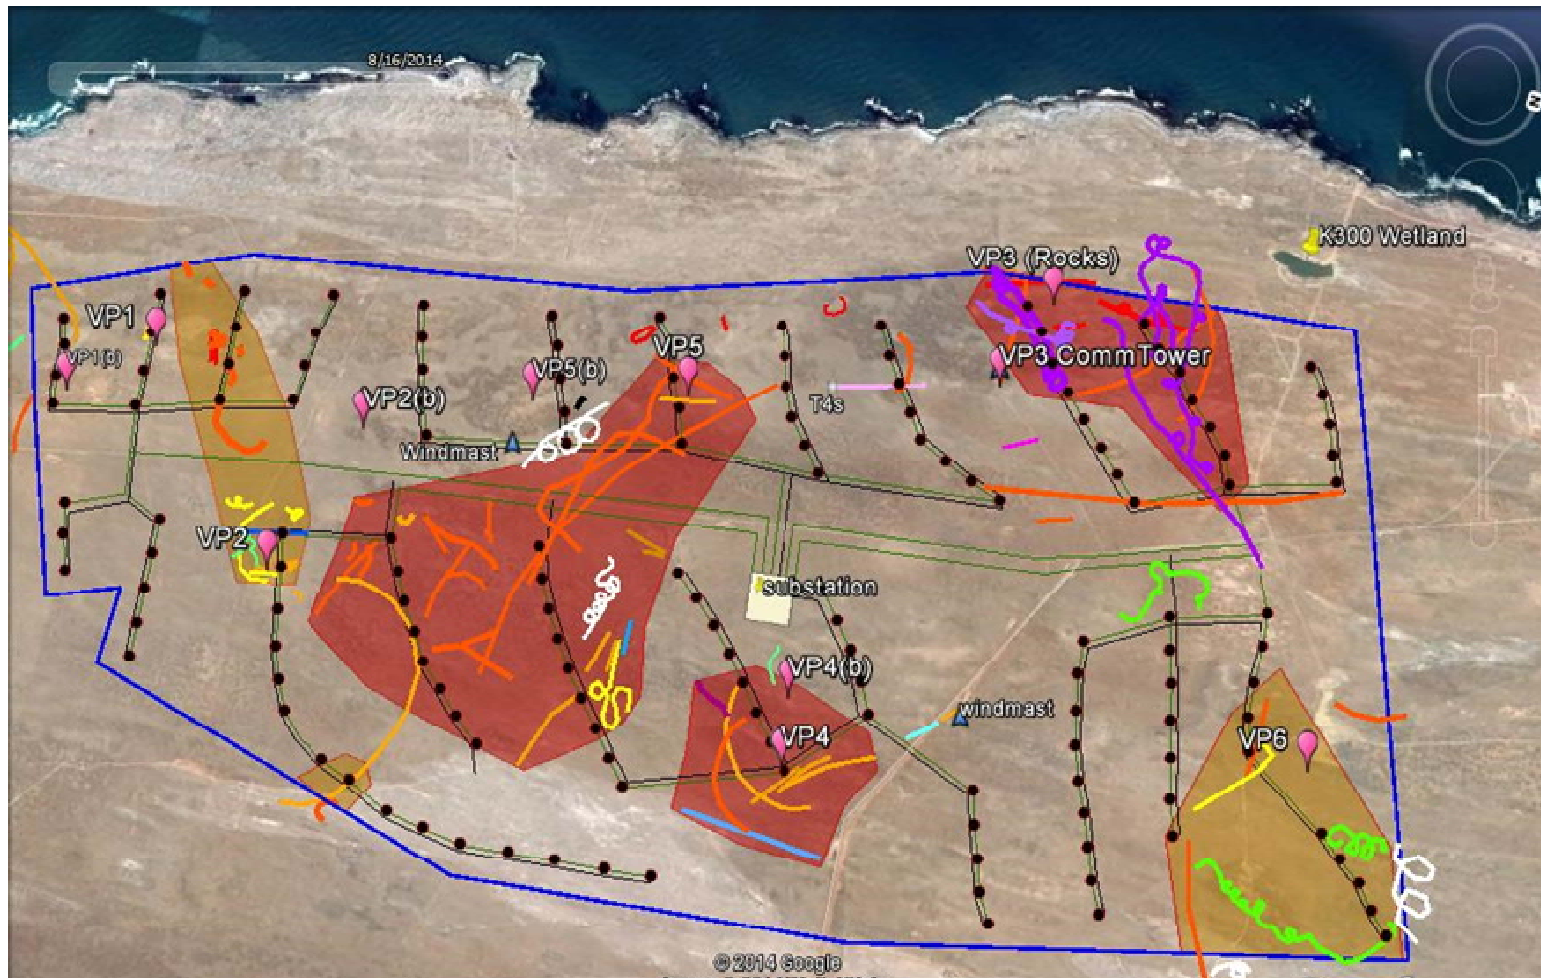 8/16/2014
K300 Wetland
VP3 (Rocks)
VP1
VP1(b)
VP5
VP3 CommTower
VP5(b)
VP2(b)
T4s
Windmast
VP2
substation
VP4(b)
windmast
VP4
VP6
© 2014 Google